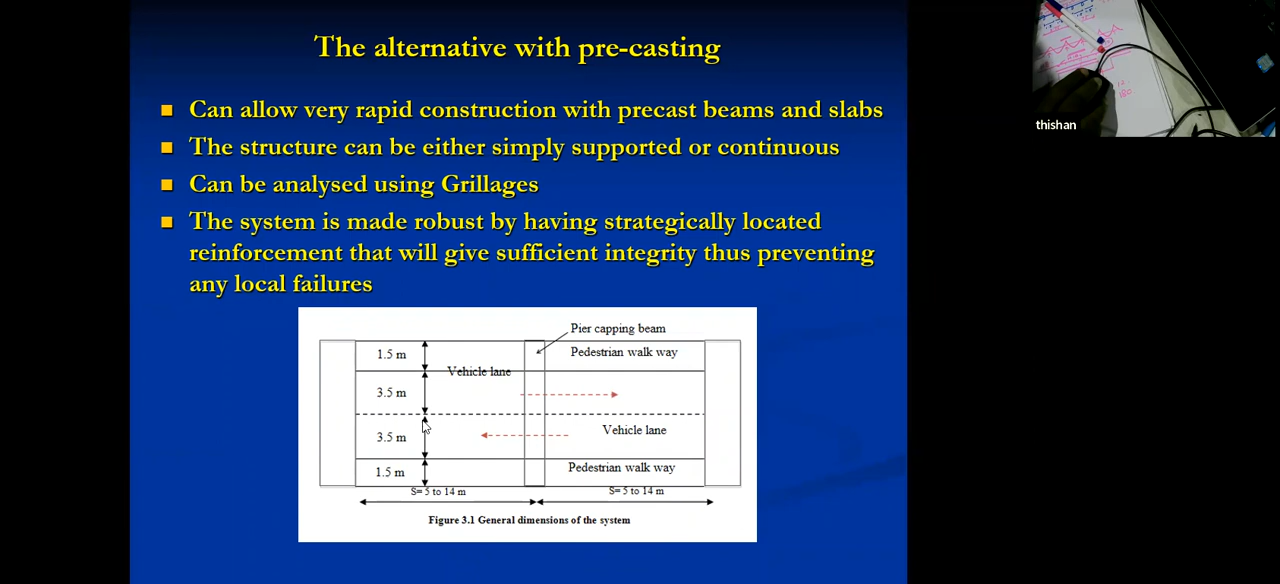 The alternative with pre-casting
Can allow very rapid construction with precast beams and slabs
The structure can be either simply supported or continuous
Can be analysed using Grillages
The system is made robust by having strategically located
reinforcement that will give sufficient integrity thus preventing
any local failures
Pier capping beam
1.5 m
Pedestrian walk way
Vehicle lane
3.5 m
Vehicle lane
3.5 m
Pedestrian walk way
1.5 m
S= 5 to 14 m
S= 5 to 14 m
Figure 3.1 General dimensions of the system
thishan
180